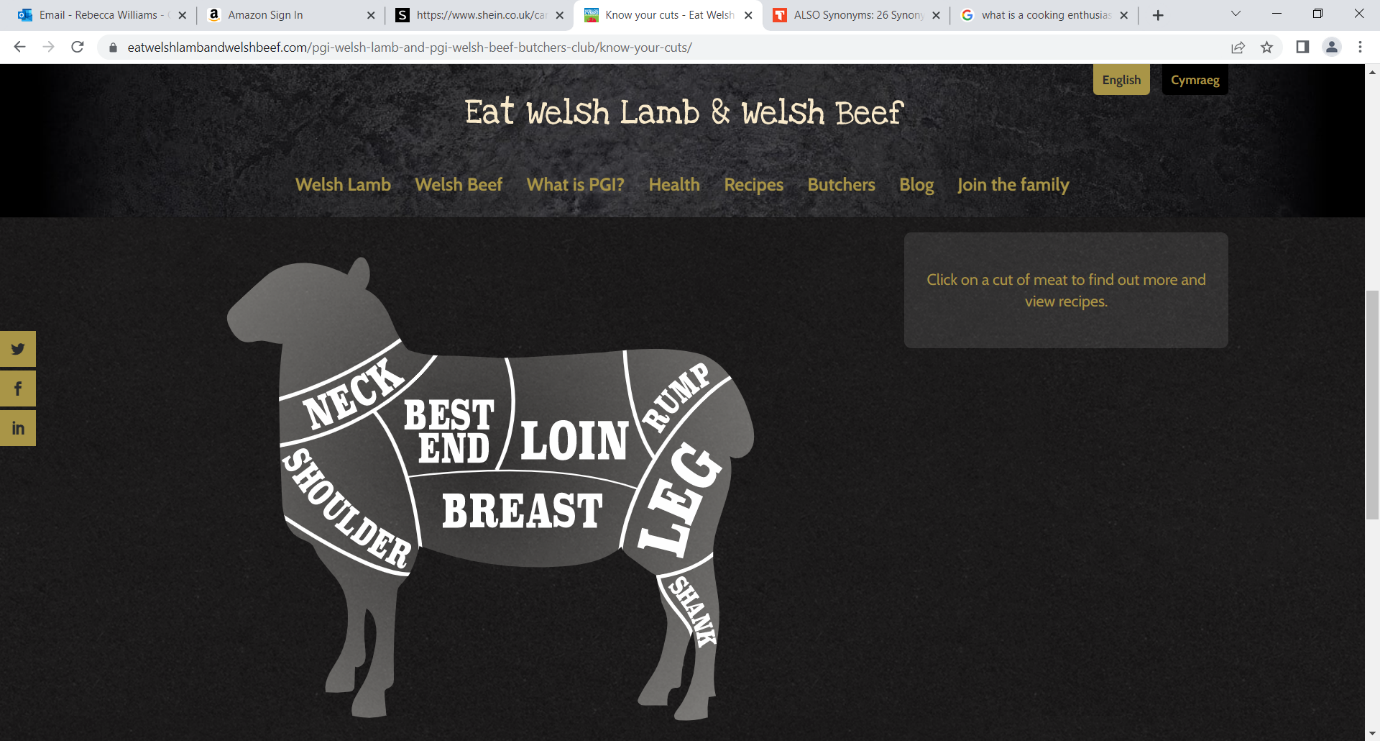 Email - Rebecca Williams -
Amazon Sign In
https://www.shein.co.uk/ca
Know your cuts - Eat Welsh
ALSO Synonyms: 26 Synony
what is a cooking enthusias
eatwelshlambandwelshbeef.com/pgi-welsh-lamb-and-pgi-welsh-beef-butchers-club/know-your-cuts/
English Cymraeg
Eat Welsh Lamb & Welsh Beef
Welsh Lamb Welsh Beef What is PGI? Health Recipes Butchers Blog Join the family
Click on a cut of meat to find out more and
view recipes.
NECK
BEST
END
LOIN
RUMP
SHOULDER
BREAST
LEG
SHANK